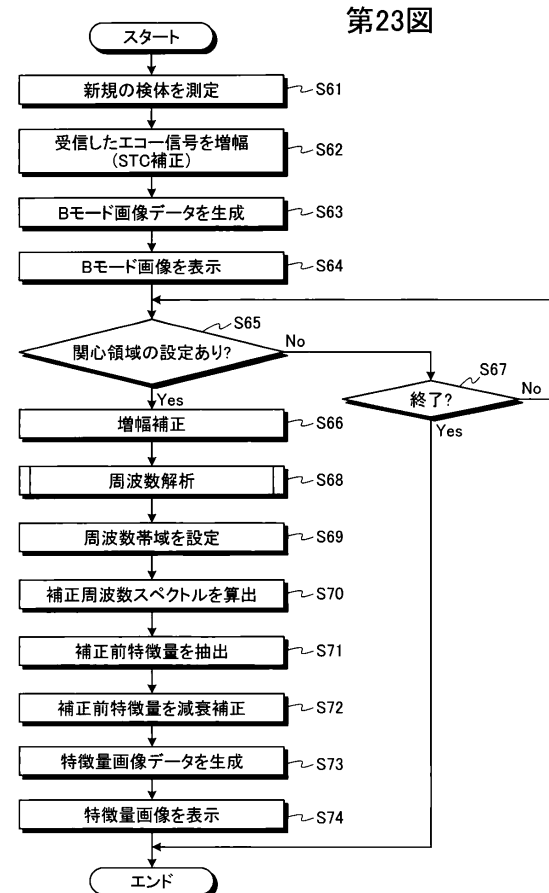 第23図
スタート
新規の検体を測定
S61
受信したエコー信号を増幅
(STC補正)
S62
Bモード画像データを生成
S63
Bモード画像を表示
S64
関心領域の設定あり?
S65
No
Yes
終了?
S67
No
Yes
増幅補正
S66
周波数解析
S68
周波数帯域を設定
S69
補正周波数スペクトルを算出
S70
補正前特徴量を抽出
S71
補正前特徴量を減衰補正
S72
特徴量画像データを生成
S73
特徴量画像を表示
S74
エンド